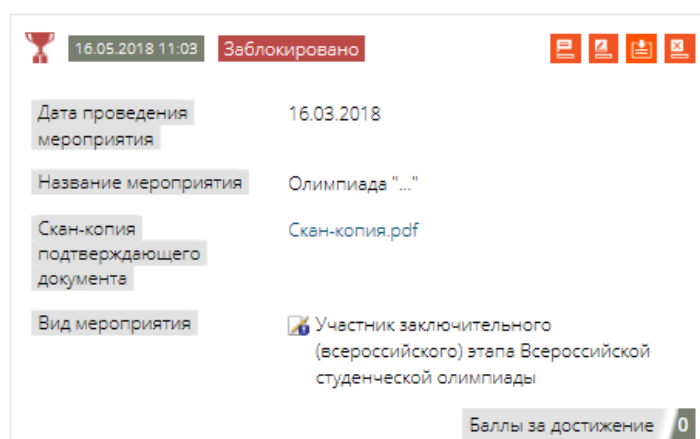 16.05.2018 11:03 Заблокировано
Дата проведения 16.03.2018
мероприятия
Название мероприятия Олимпиада "..."
Скан-копия Скан-копия.pdf
подтверждающего
документа
Вид мероприятия Участник заключительного
(всероссийского) этапа Всероссийской
студенческой олимпиады
Баллы за достижение 0